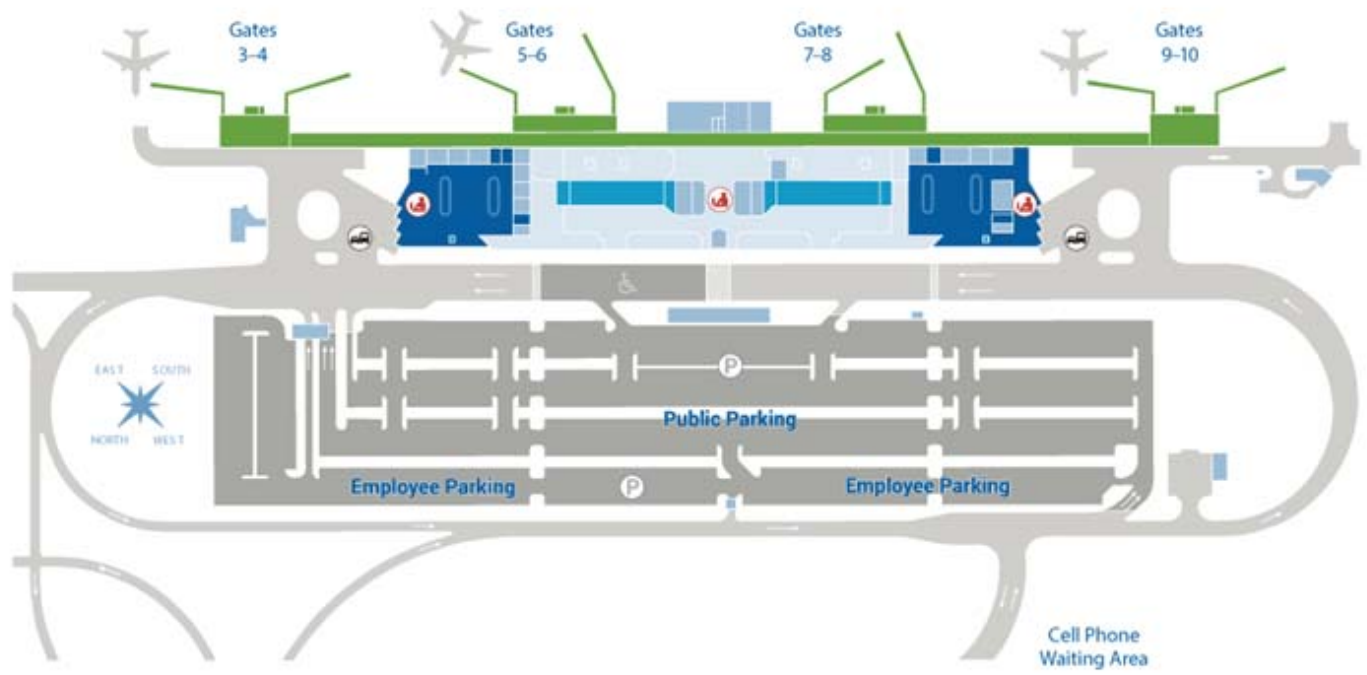 Gates
3–4
Gates
5–6
Gates
7–8
Gates
9–10
EAST SOUTH
NORTH WEST
P
Public Parking
Employee Parking
P
Employee Parking
Cell Phone
Waiting Area